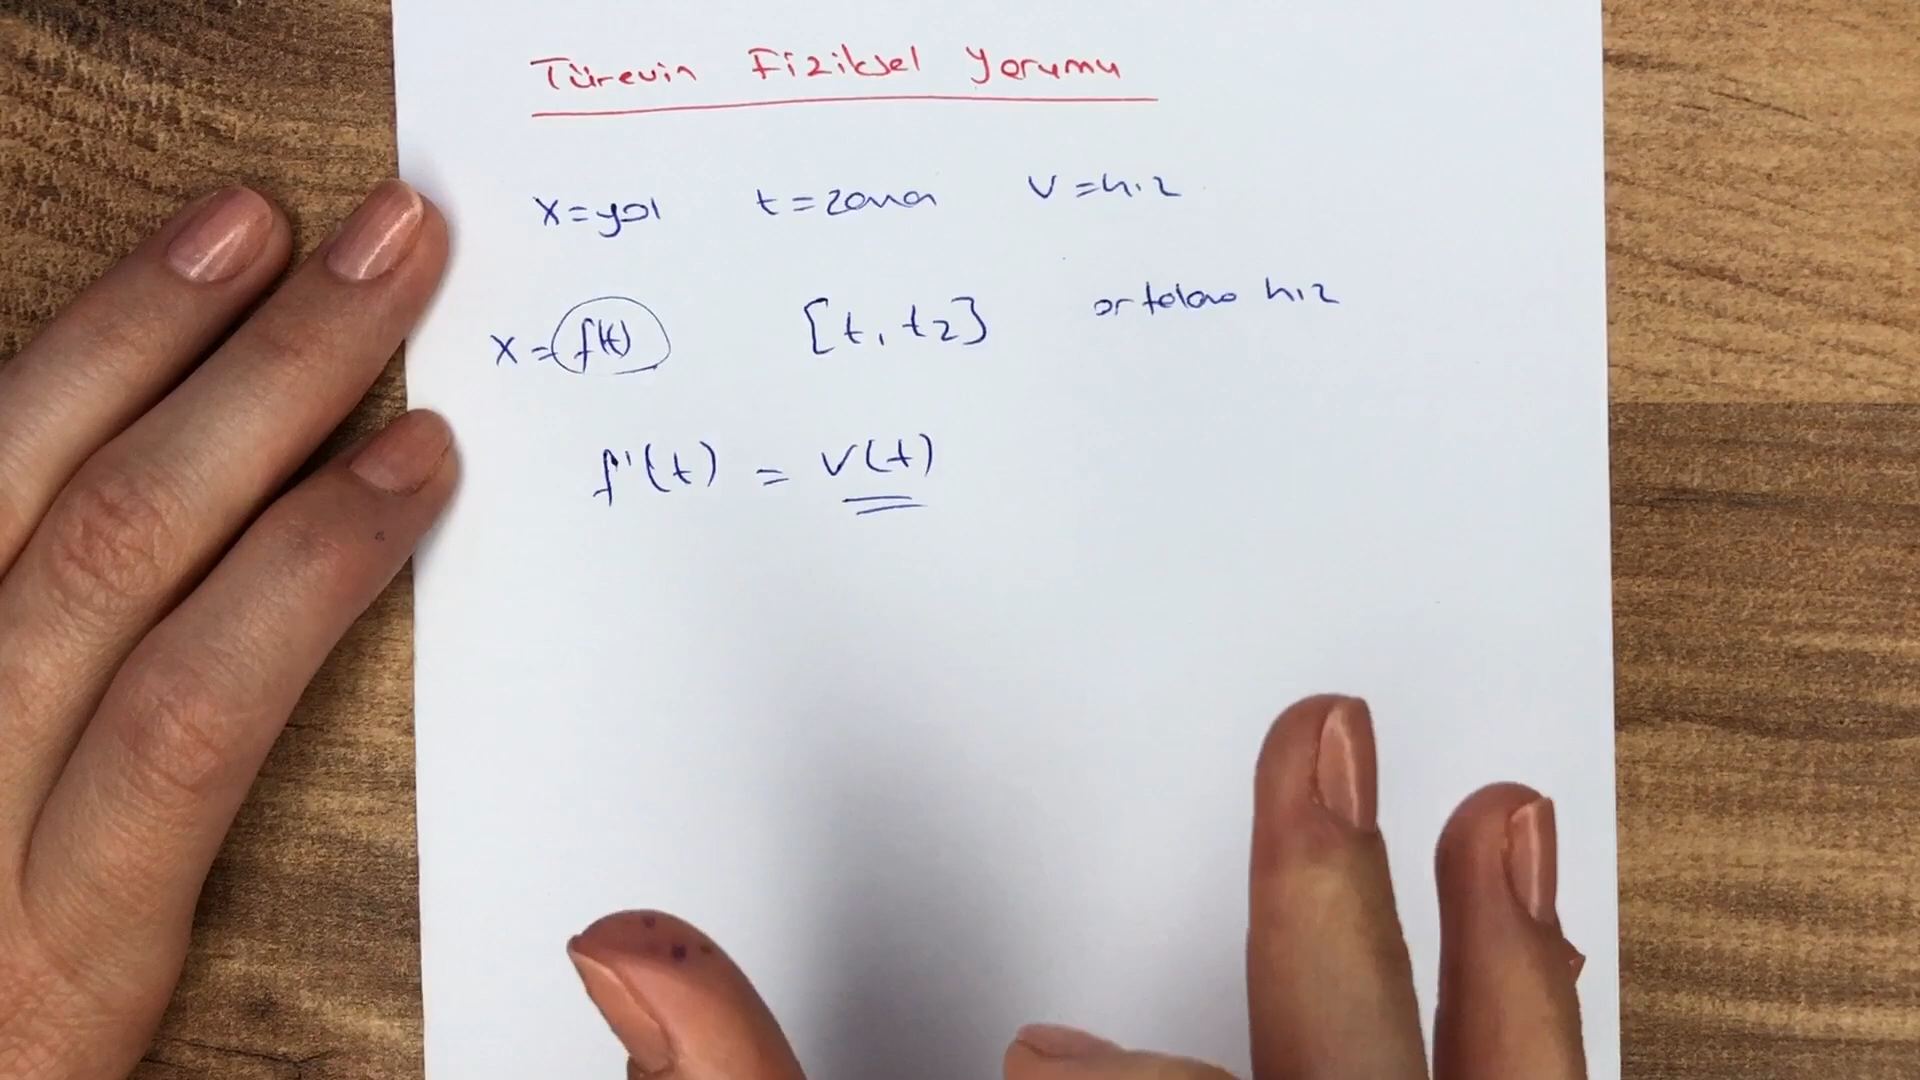 Türevin Fiziksel Yorumu
x = yol t = zaman v = hız
x = f(t) [t, t2] ortalama hız
f'(t) = v(t)